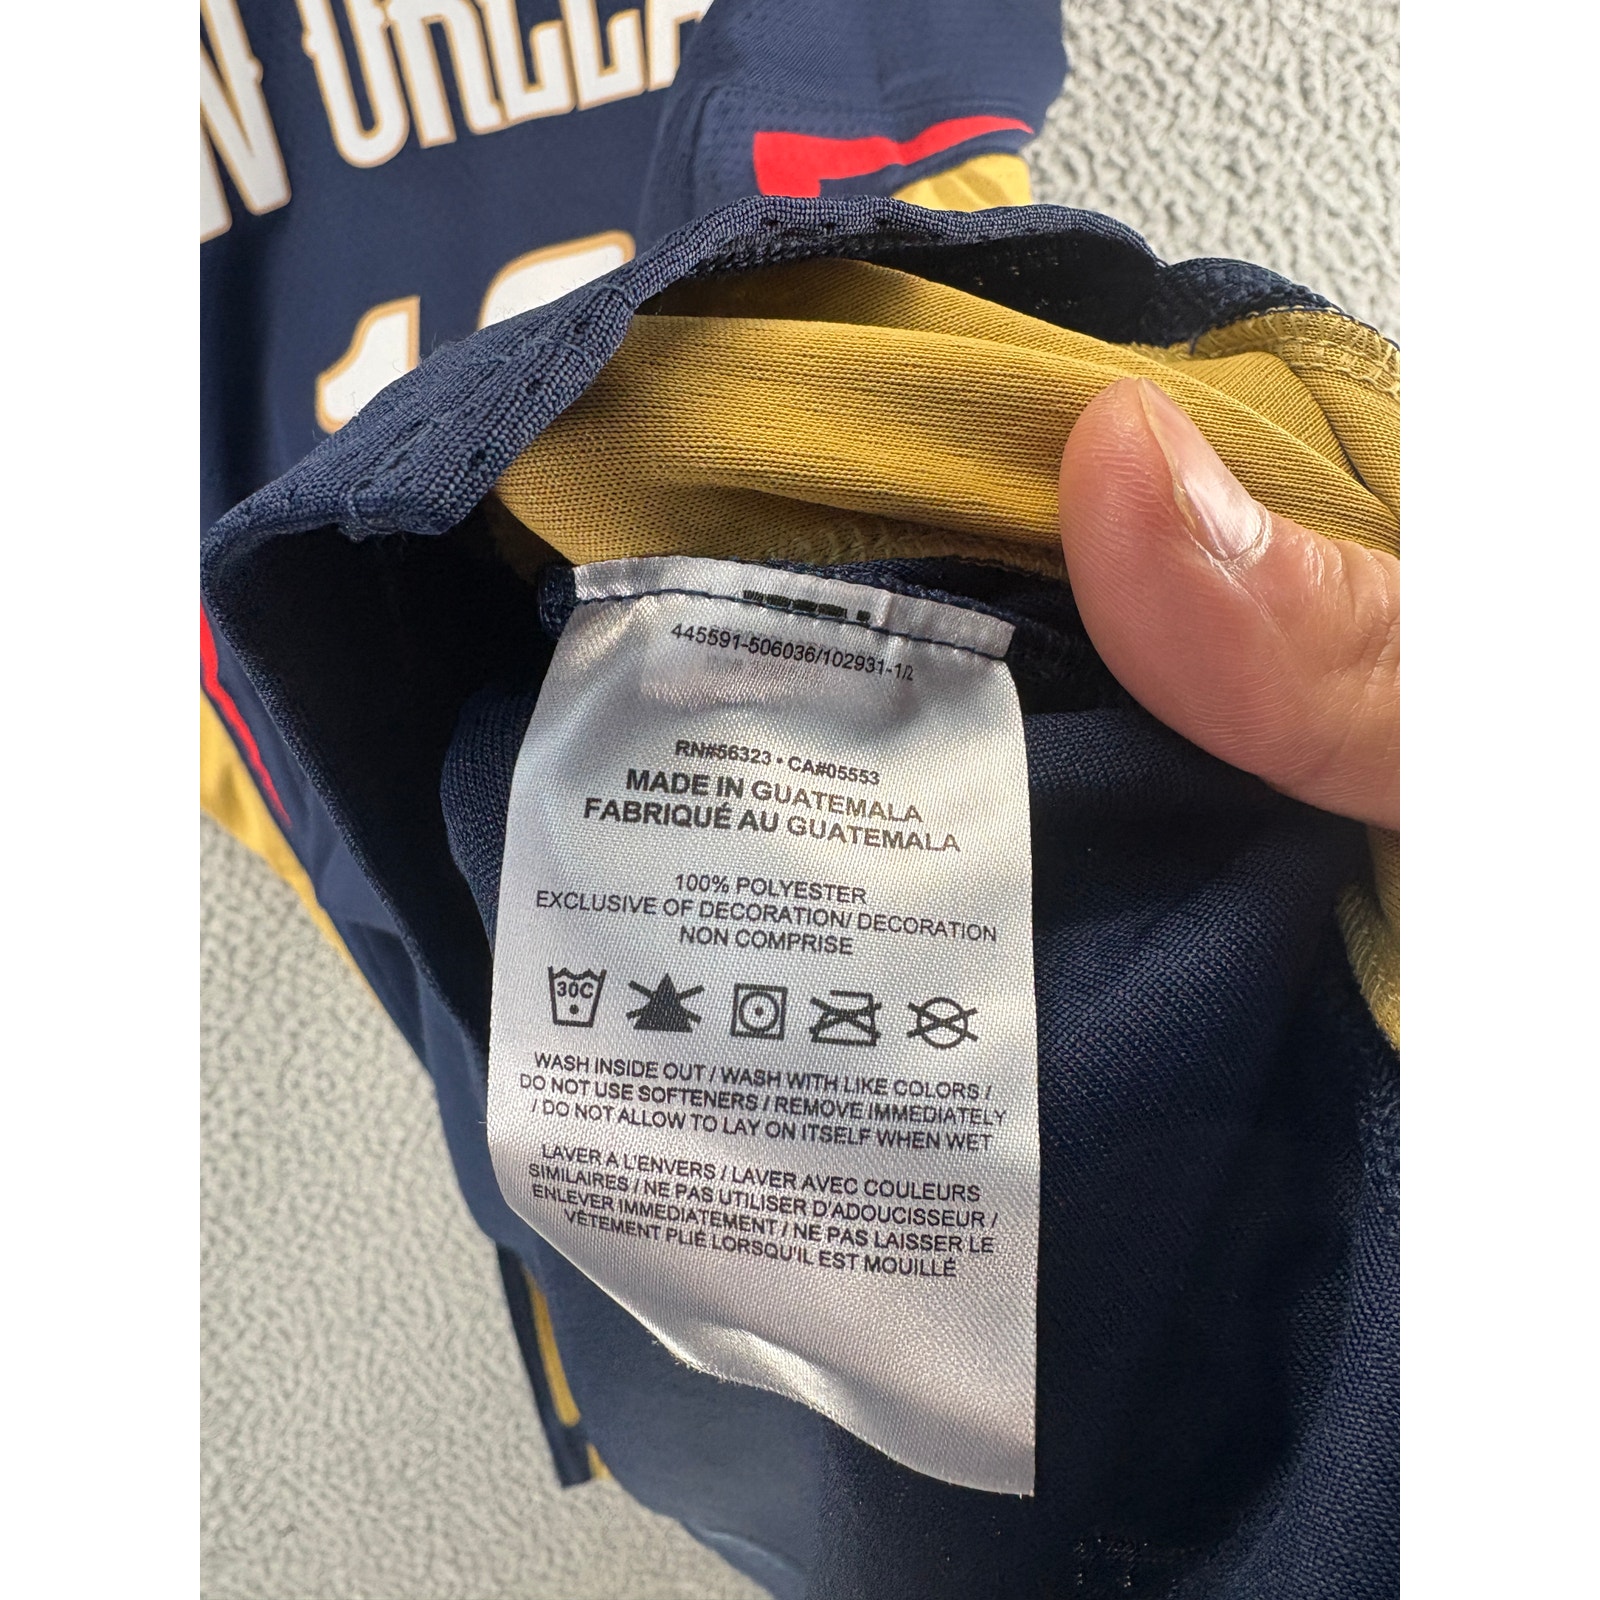 445591-506036/102931-1/2
RN#56323 • CA#05553
MADE IN GUATEMALA
FABRIQUÉ AU GUATEMALA
100% POLYESTER
EXCLUSIVE OF DECORATION/ DECORATION
NON COMPRISE
30C
WASH INSIDE OUT / WASH WITH LIKE COLORS /
DO NOT USE SOFTENERS / REMOVE IMMEDIATELY
/ DO NOT ALLOW TO LAY ON ITSELF WHEN WET
LAVER A L'ENVERS / LAVER AVEC COULEURS
SIMILAIRES / NE PAS UTILISER D'ADOUCISSEUR /
ENLEVER IMMEDIATEMENT / NE PAS LAISSER LE
VÊTEMENT PLIÉ LORSQU'IL EST MOUILLÉ